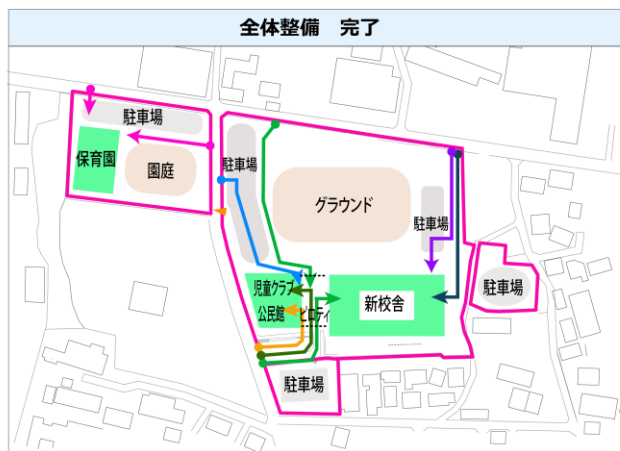 全体整備　完了
駐車場
保育園
園庭
駐車場
グラウンド
駐車場
児童クラブ
公民館
ピロティ
新校舎
駐車場
駐車場